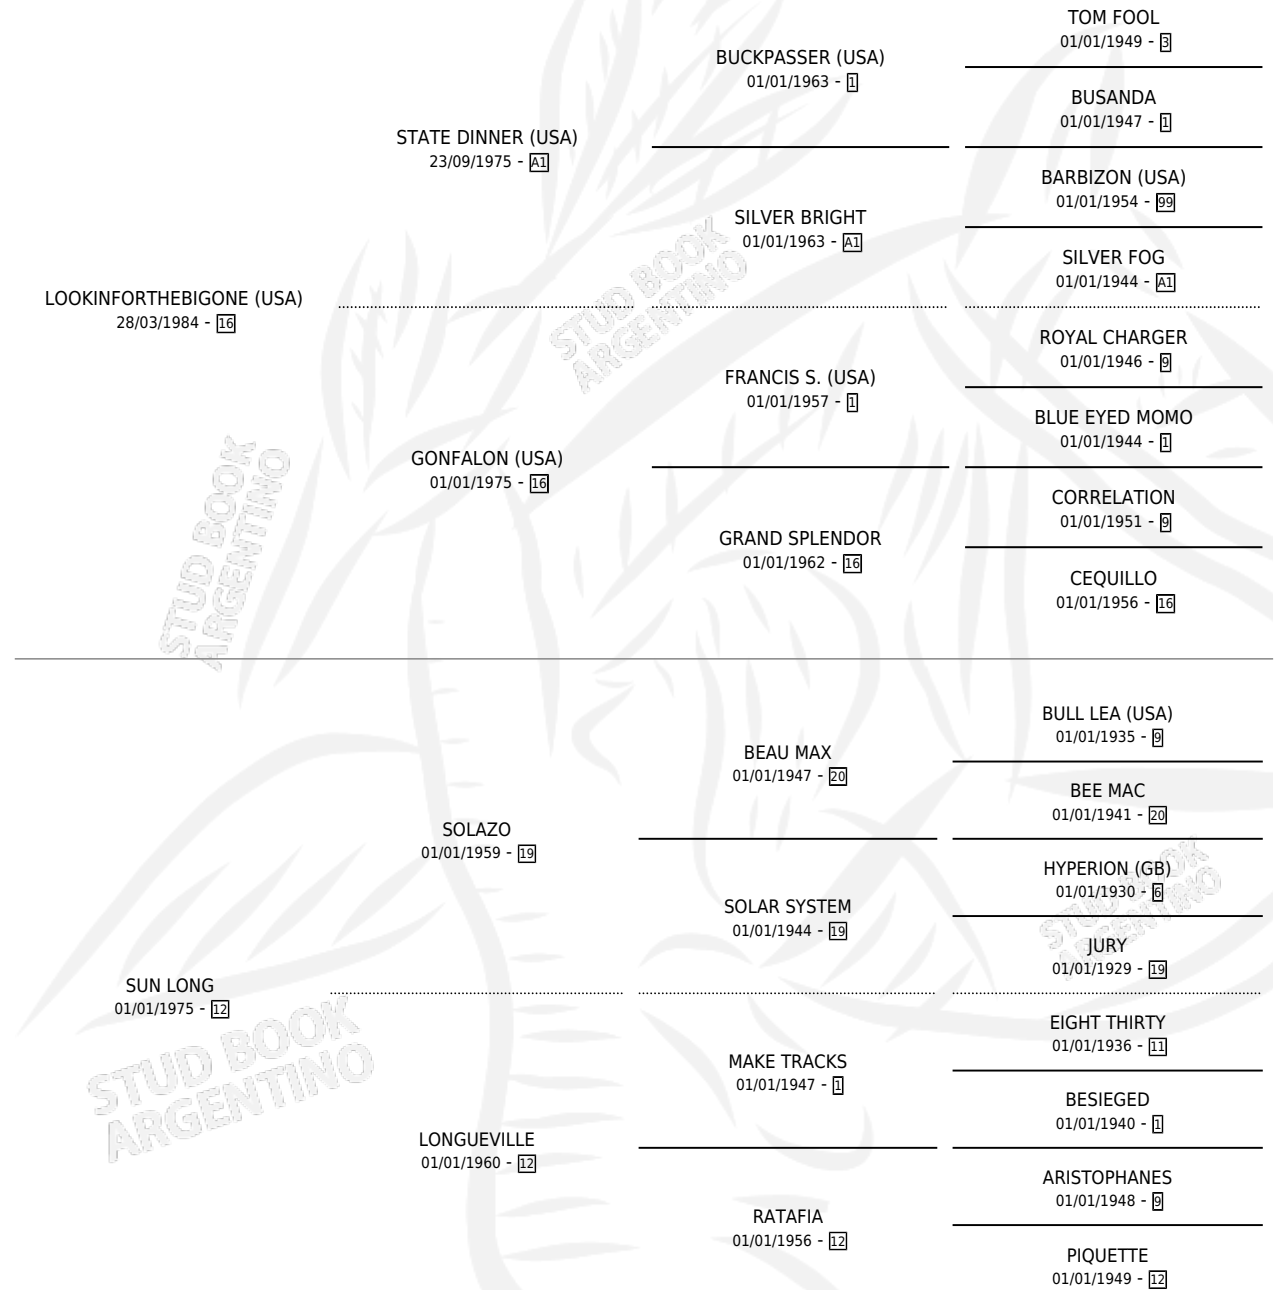 TOM FOOL
01/01/1949 - 3
BUCKPASSER (USA)
01/01/1963 - 1
BUSANDA
01/01/1947 - 1
STATE DINNER (USA)
23/09/1975 - A1
BARBIZON (USA)
01/01/1954 - 99
SILVER BRIGHT
01/01/1963 - A1
SILVER FOG
01/01/1944 - A1
LOOKINFORTHEBIGONE (USA)
28/03/1984 - 16
ROYAL CHARGER
01/01/1946 - 9
FRANCIS S. (USA)
01/01/1957 - 1
BLUE EYED MOMO
01/01/1944 - 1
GONFALON (USA)
01/01/1975 - 16
CORRELATION
01/01/1951 - 9
GRAND SPLENDOR
01/01/1962 - 16
CEQUILLO
01/01/1956 - 16
BULL LEA (USA)
01/01/1935 - 9
BEAU MAX
01/01/1947 - 20
BEE MAC
01/01/1941 - 20
SOLAZO
01/01/1959 - 19
HYPERION (GB)
01/01/1930 - 6
SOLAR SYSTEM
01/01/1944 - 19
JURY
01/01/1929 - 19
SUN LONG
01/01/1975 - 12
EIGHT THIRTY
01/01/1936 - 11
MAKE TRACKS
01/01/1947 - 1
BESIEGED
01/01/1940 - 1
LONGUEVILLE
01/01/1960 - 12
ARISTOPHANES
01/01/1948 - 9
RATAFIA
01/01/1956 - 12
PIQUETTE
01/01/1949 - 12
STUD BOOK
ARGENTINO
STUD BOOK
ARGENTINO
STUD BOOK
ARGENTINO
STUD BOOK
ARGENTINO